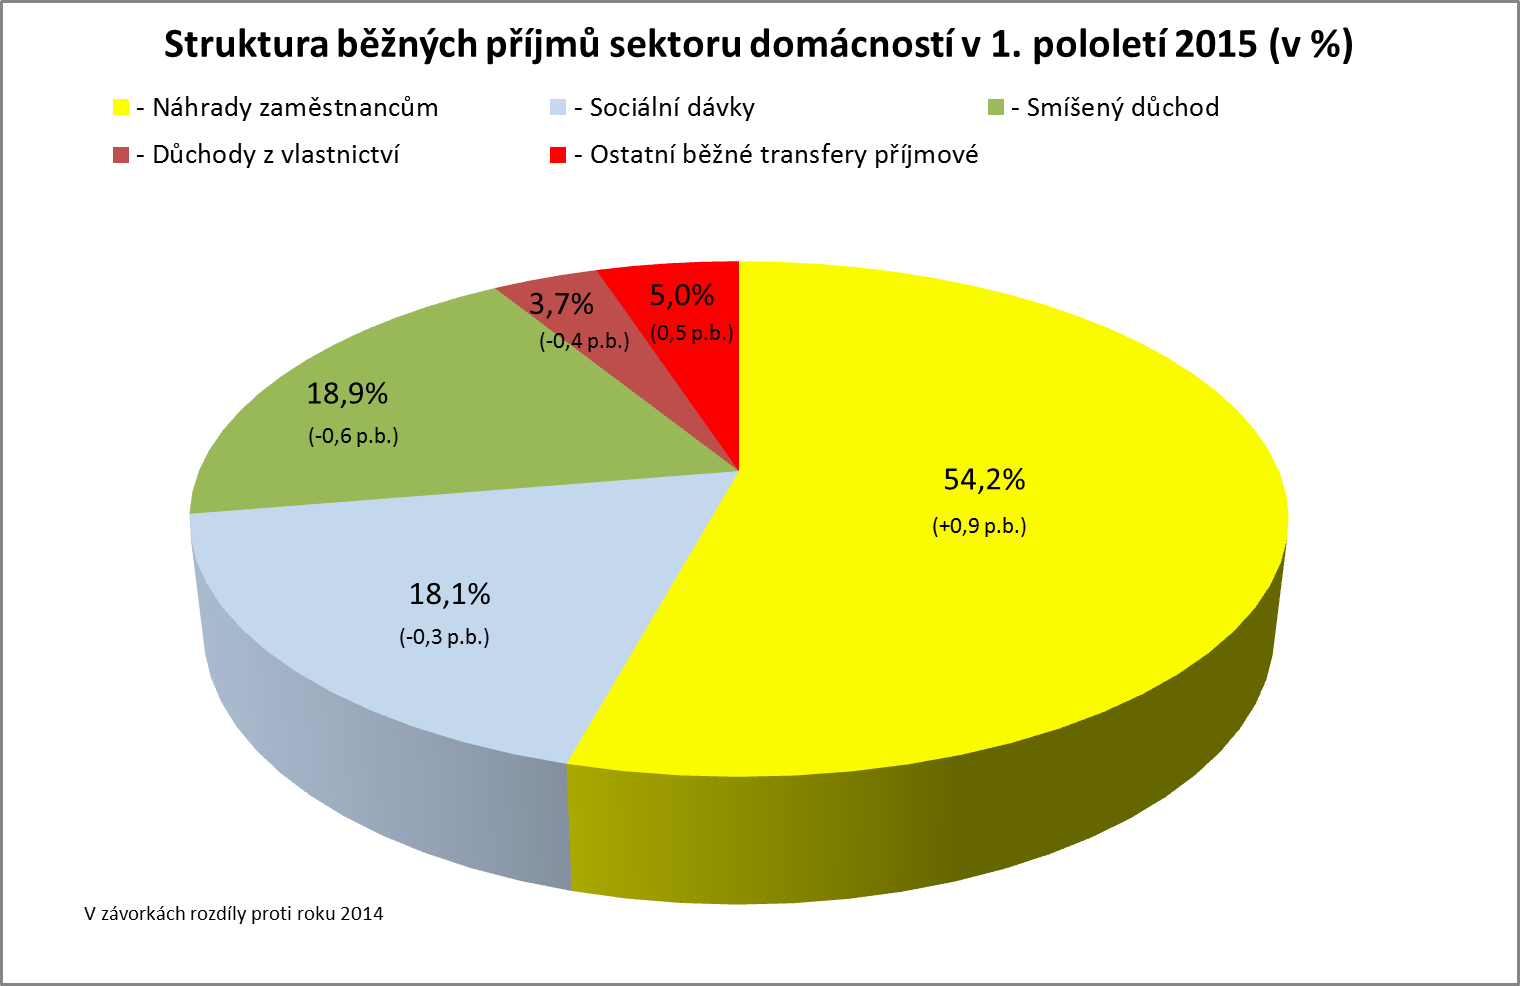 Struktura běžných příjmů sektoru domácností v 1. pololetí 2015 (v %)
- Náhrady zaměstnancům - Sociální dávky - Smíšený důchod
- Důchody z vlastnictví - Ostatní běžné transfery příjmové
3,7% 5,0%
(-0,4 p.b.) (0,5 p.b.)
18,9%
(-0,6 p.b.)
54,2%
(+0,9 p.b.)
18,1%
(-0,3 p.b.)
V závorkách rozdíly proti roku 2014